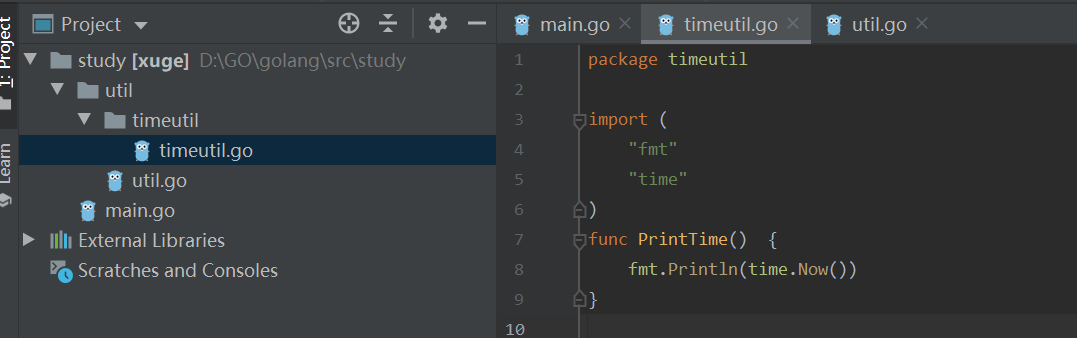 Project
1: Project
Learn
study [xuge] D:\GO\golang\src\study
util
timeutil
timeutil.go
util.go
main.go
External Libraries
Scratches and Consoles
main.go timeutil.go util.go
1 package timeutil
2
3 import (
4 "fmt"
5 "time"
6 )
7 func PrintTime()  {
8 fmt.Println(time.Now())
9 }
10